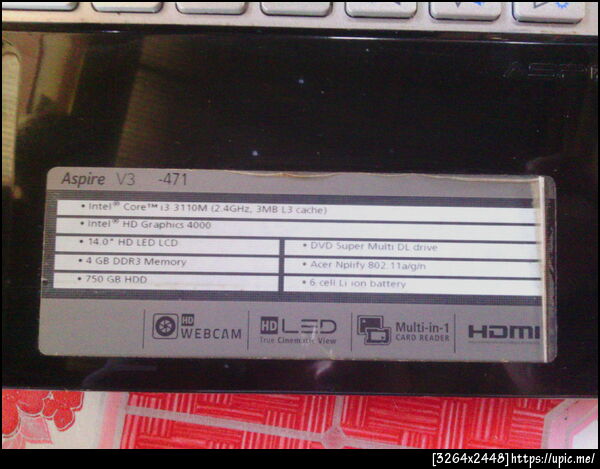 ASPI
Aspire V3 -471
• Intel® Core™ i3-3110M (2.4GHz, 3MB L3 cache)
• Intel® HD Graphics 4000
• 14.0" HD LED LCD
• 4 GB DDR3 Memory
• 750 GB HDD
• DVD Super Multi DL drive
• Acer Nplify 802.11a/g/n
• 6 cell Li ion battery
HD WEBCAM
HD LED
True Cinematic View
Multi-in-1
CARD READER
HDMI
[3264x2448]https://upic.me/